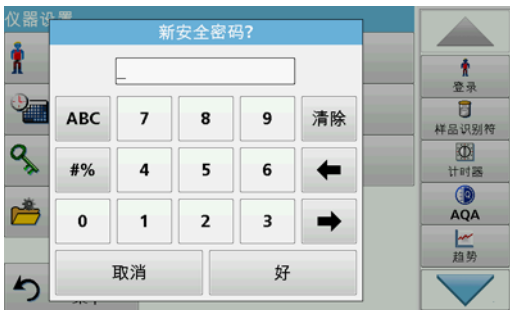 仪器设置
新安全密码?
_
ABC 7 8 9 清除
#% 4 5 6
0 1 2 3
取消 好
登录
样品识别符
计时器
AQA
趋势